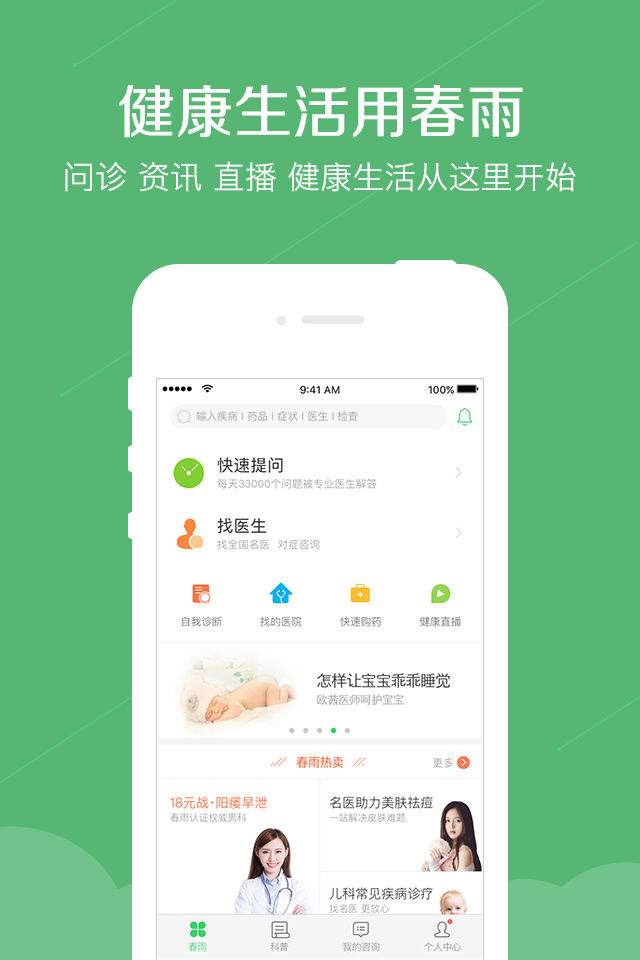 健康生活用春雨
问诊 资讯 直播 健康生活从这里开始
9:41 AM
100%
输入疾病 | 药品 | 症状 | 医生 | 检查
快速提问
每天33000个问题被专业医生解答
找医生
找全国名医 对症咨询
自我诊断
找的医院
快速购药
健康直播
怎样让宝宝乖乖睡觉
欧茜医师呵护宝宝
春雨热卖
更多
18元战·阳痿早泄
春雨认证权威男科
名医助力美肤祛痘
一站解决皮肤难题
儿科常见疾病诊疗
找名医 更放心
春雨
科普
我的咨询
个人中心